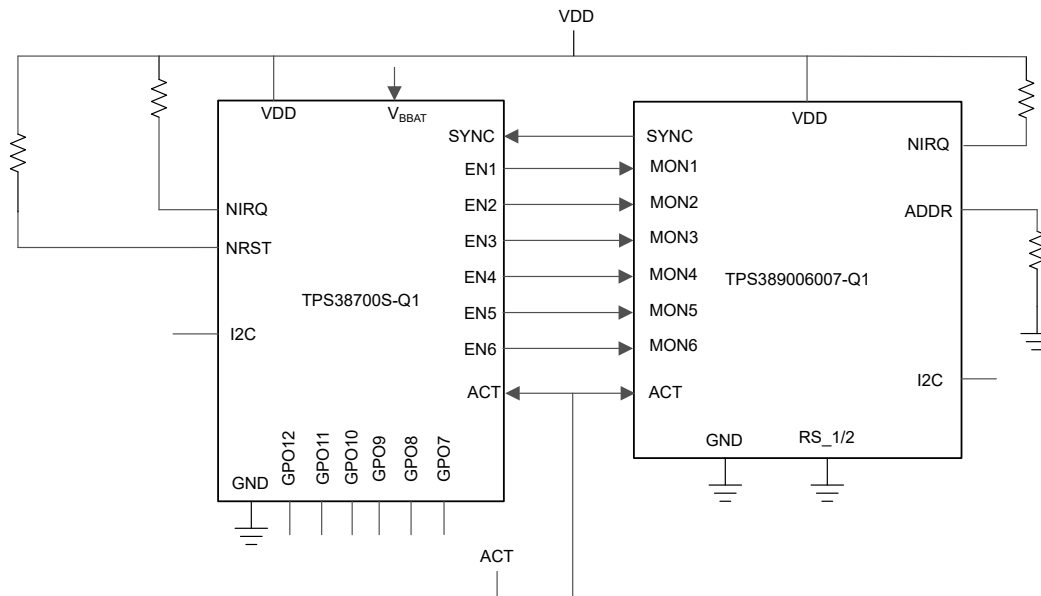 VDD
VDD
VBBAT
SYNC
EN1
EN2
EN3
EN4
EN5
EN6
ACT
NIRQ
NRST
TPS38700S-Q1
I2C
GND
GPO12
GPO11
GPO10
GPO9
GPO8
GPO7
VDD
SYNC
MON1
MON2
MON3
MON4
MON5
MON6
ACT
NIRQ
ADDR
TPS389006007-Q1
I2C
GND
RS_1/2
ACT